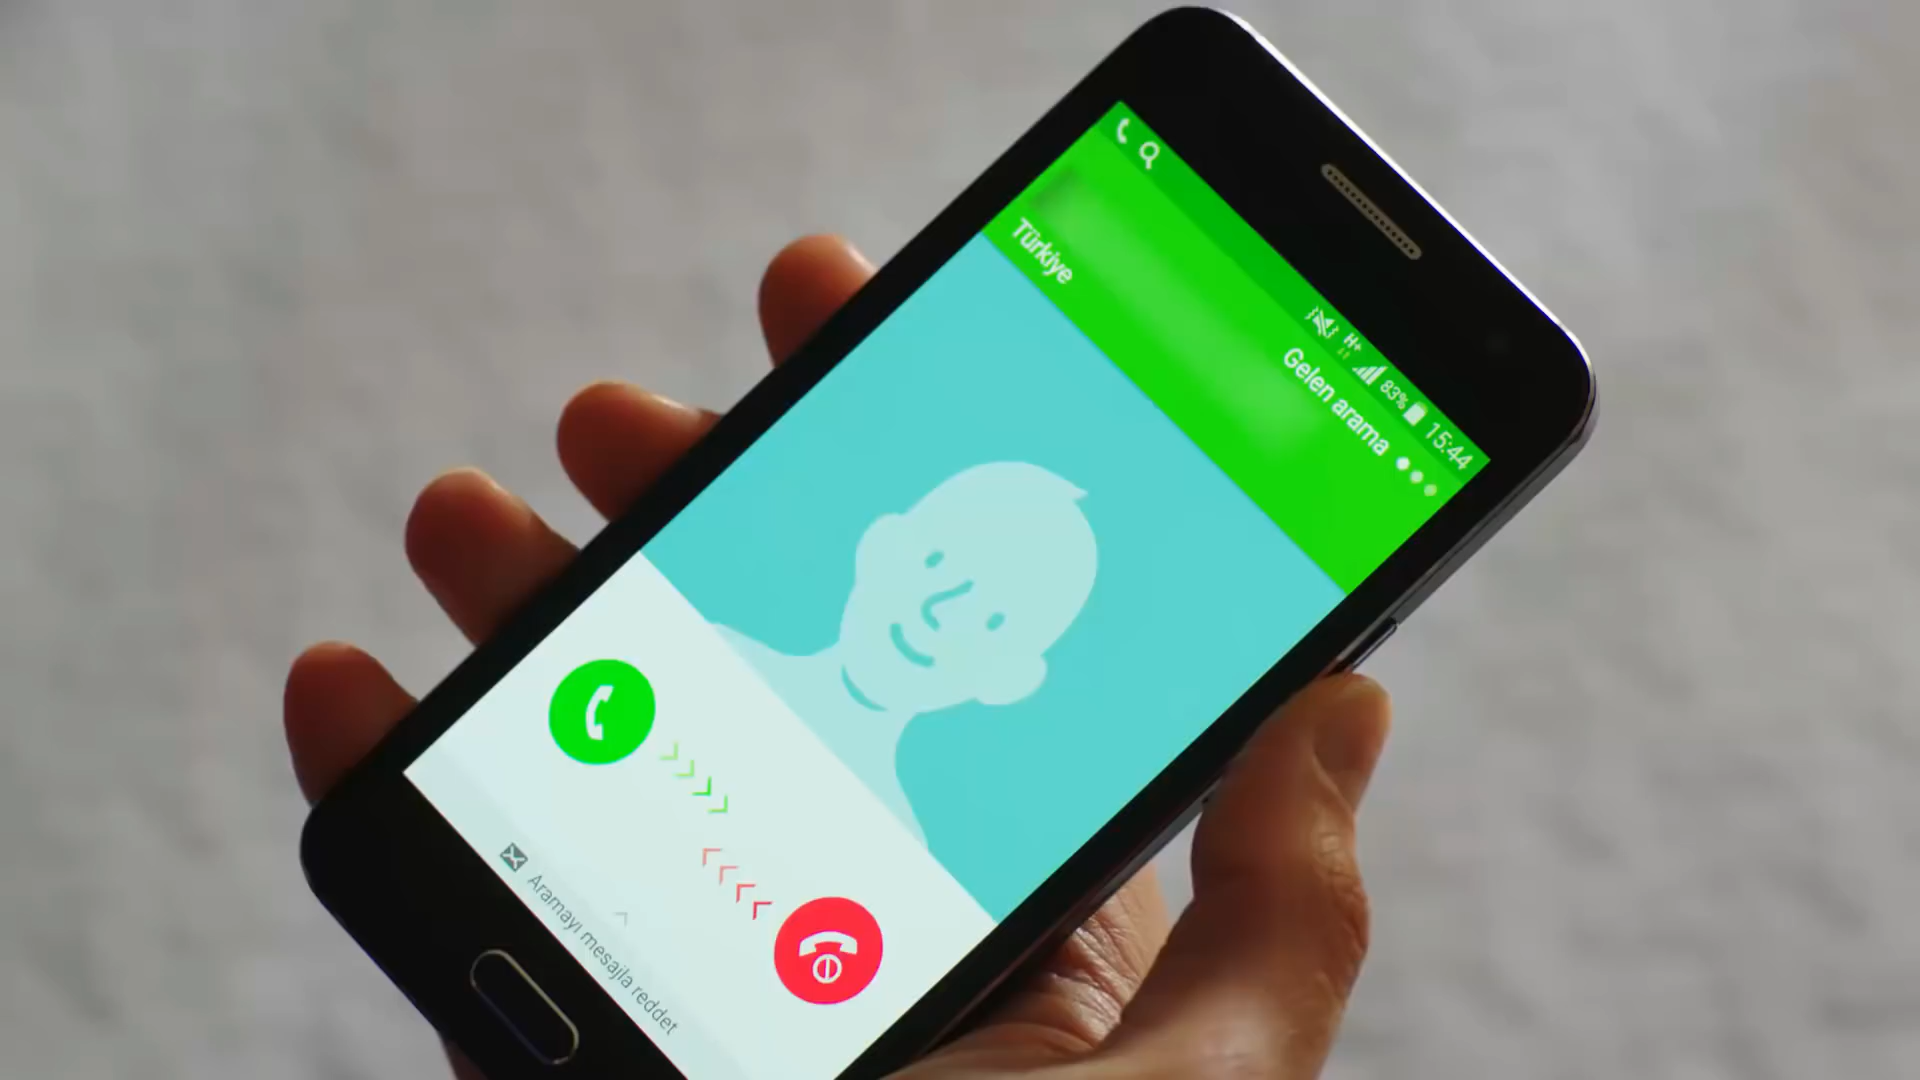 H+ 83% 15:44
Gelen arama
Türkiye
Aramayı mesajla reddet